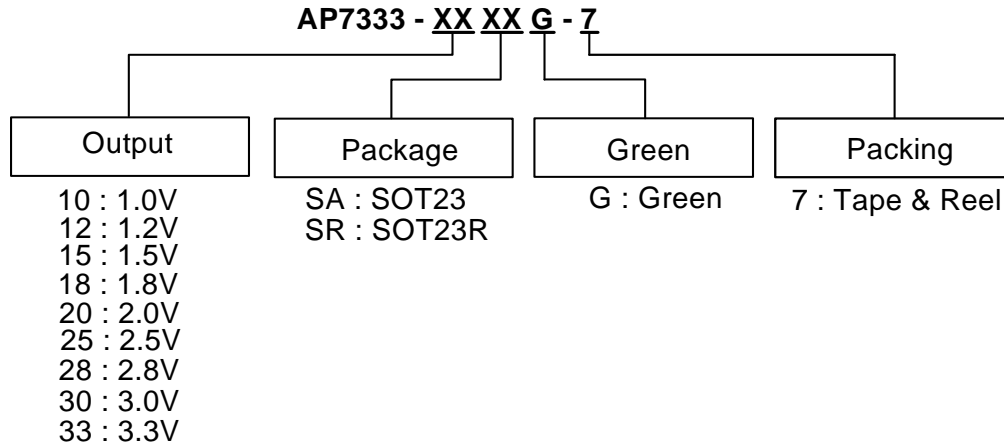 AP7333 - XX XX G - 7
Output
Package
Green
Packing
10 : 1.0V
12 : 1.2V
15 : 1.5V
18 : 1.8V
20 : 2.0V
25 : 2.5V
28 : 2.8V
30 : 3.0V
33 : 3.3V
SA : SOT23
SR : SOT23R
G : Green
7 : Tape & Reel